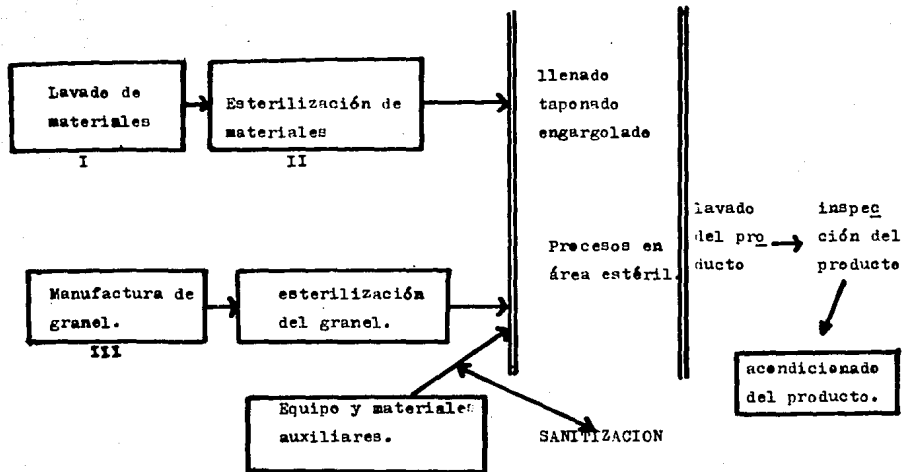 Lavado de
materiales
I
Esterilización de
materiales
II
llenado
taponado
engargolado
Procesos en
área estéril.
lavado
del pro
ducto
inspec
ción del
producto
Manufactura de
granel.
III
esterilización
del granel.
Equipo y materiales
auxiliares.
SANITIZACION
acondicionado
del producto.